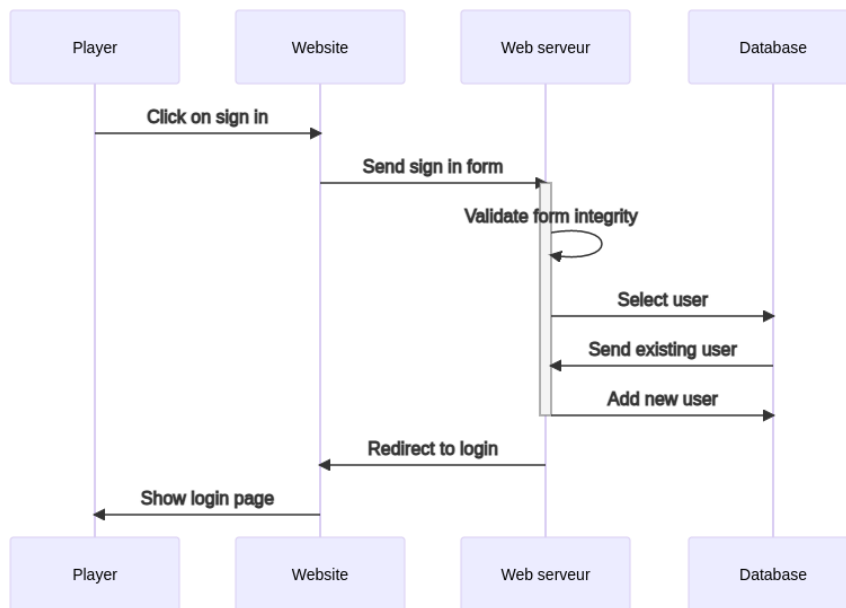 Player
Website
Web serveur
Database
Click on sign in
Send sign in form
Validate form integrity
Select user
Send existing user
Add new user
Redirect to login
Show login page
Player
Website
Web serveur
Database